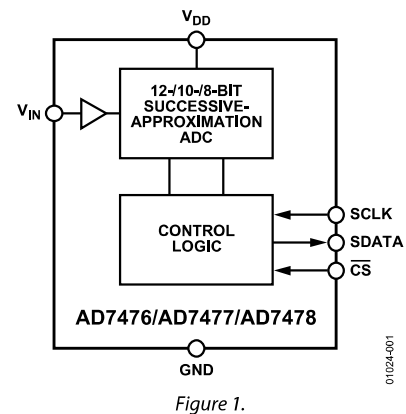 VDD
12-/10-/8-BIT
SUCCESSIVE-
APPROXIMATION
ADC
VIN
CONTROL
LOGIC
SCLK
SDATA
CS
AD7476/AD7477/AD7478
GND
01024-001
Figure 1.